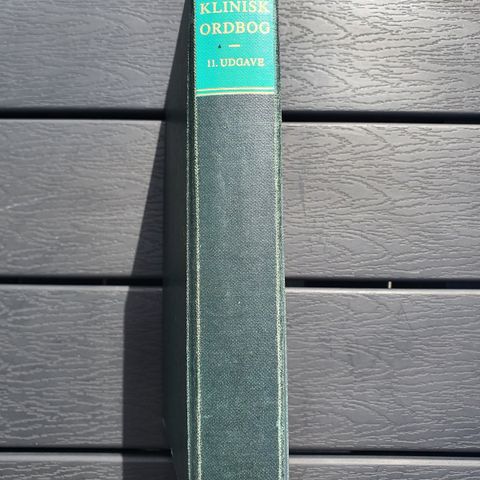 KLINISK
ORDBOG
11. UDGAVE